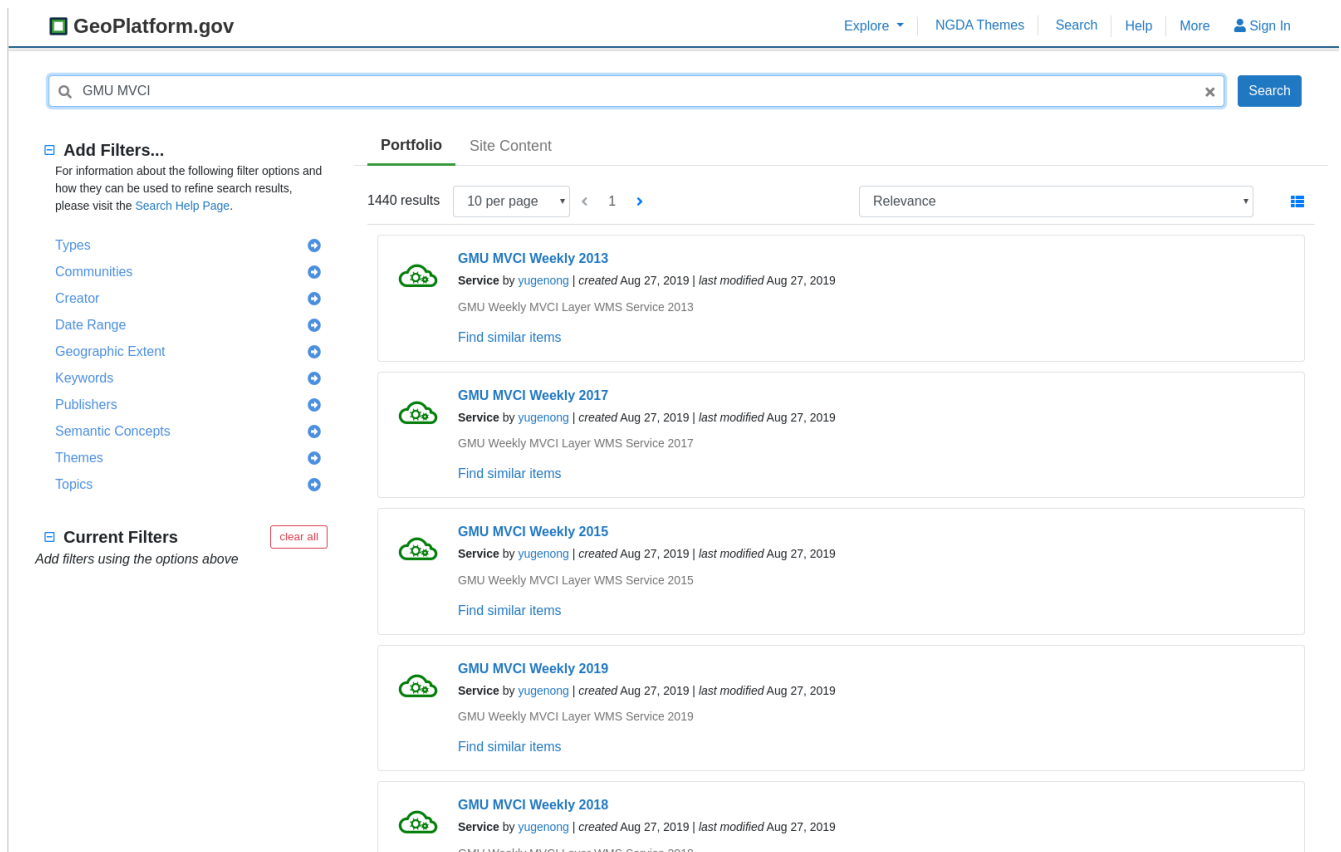 GeoPlatform.gov
Explore
NGDA Themes
Search
Help
More
Sign In
GMU MVCI
Search
Add Filters...
For information about the following filter options and
how they can be used to refine search results,
please visit the Search Help Page.
Types
Communities
Creator
Date Range
Geographic Extent
Keywords
Publishers
Semantic Concepts
Themes
Topics
Current Filters
clear all
Add filters using the options above
Portfolio
Site Content
1440 results
10 per page
1
Relevance
GMU MVCI Weekly 2013
Service by yugenong | created Aug 27, 2019 | last modified Aug 27, 2019
GMU Weekly MVCI Layer WMS Service 2013
Find similar items
GMU MVCI Weekly 2017
Service by yugenong | created Aug 27, 2019 | last modified Aug 27, 2019
GMU Weekly MVCI Layer WMS Service 2017
Find similar items
GMU MVCI Weekly 2015
Service by yugenong | created Aug 27, 2019 | last modified Aug 27, 2019
GMU Weekly MVCI Layer WMS Service 2015
Find similar items
GMU MVCI Weekly 2019
Service by yugenong | created Aug 27, 2019 | last modified Aug 27, 2019
GMU Weekly MVCI Layer WMS Service 2019
Find similar items
GMU MVCI Weekly 2018
Service by yugenong | created Aug 27, 2019 | last modified Aug 27, 2019
GMU Weekly MVCI Layer WMS Service 2018